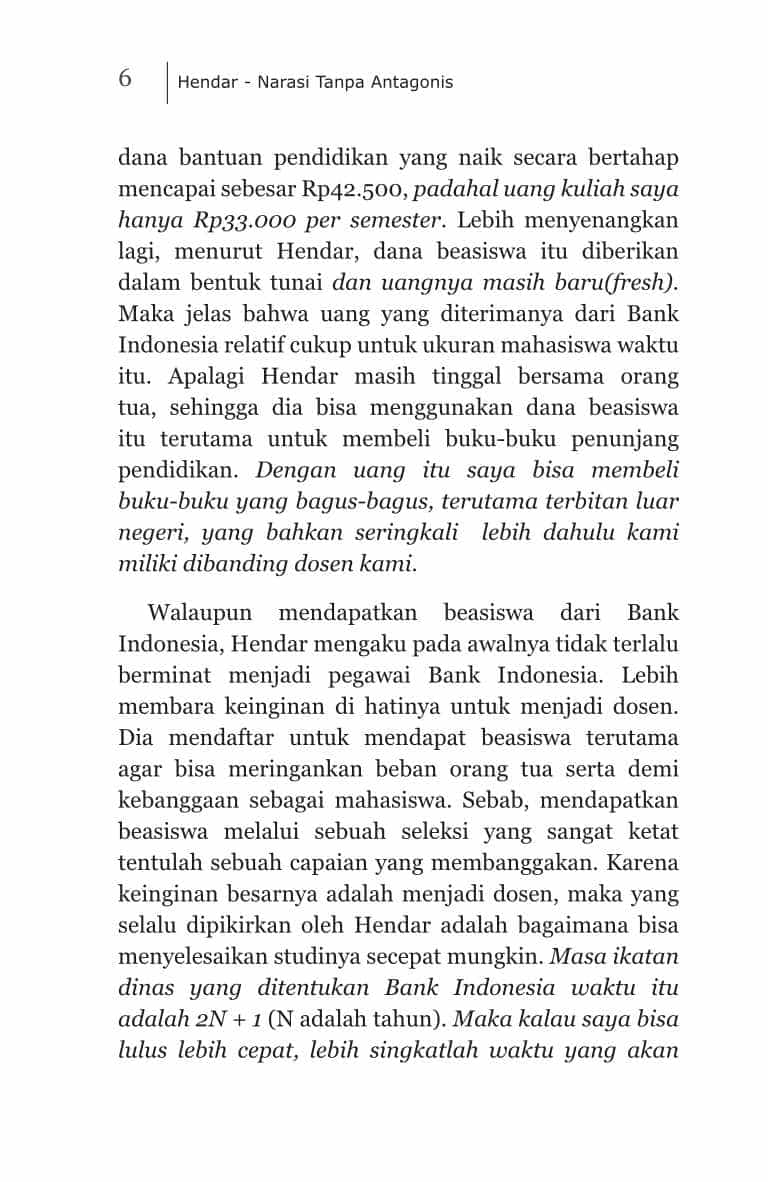 6
Hendar - Narasi Tanpa Antagonis
dana bantuan pendidikan yang naik secara bertahap
mencapai sebesar Rp42.500, padahal uang kuliah saya
hanya Rp33.000 per semester. Lebih menyenangkan
lagi, menurut Hendar, dana beasiswa itu diberikan
dalam bentuk tunai dan uangnya masih baru(fresh).
Maka jelas bahwa uang yang diterimanya dari Bank
Indonesia relatif cukup untuk ukuran mahasiswa waktu
itu. Apalagi Hendar masih tinggal bersama orang
tua, sehingga dia bisa menggunakan dana beasiswa
itu terutama untuk membeli buku-buku penunjang
pendidikan. Dengan uang itu saya bisa membeli
buku-buku yang bagus-bagus, terutama terbitan luar
negeri, yang bahkan seringkali  lebih dahulu kami
miliki dibanding dosen kami.
Walaupun mendapatkan beasiswa dari Bank
Indonesia, Hendar mengaku pada awalnya tidak terlalu
berminat menjadi pegawai Bank Indonesia. Lebih
membara keinginan di hatinya untuk menjadi dosen.
Dia mendaftar untuk mendapat beasiswa terutama
agar bisa meringankan beban orang tua serta demi
kebanggaan sebagai mahasiswa. Sebab, mendapatkan
beasiswa melalui sebuah seleksi yang sangat ketat
tentulah sebuah capaian yang membanggakan. Karena
keinginan besarnya adalah menjadi dosen, maka yang
selalu dipikirkan oleh Hendar adalah bagaimana bisa
menyelesaikan studinya secepat mungkin. Masa ikatan
dinas yang ditentukan Bank Indonesia waktu itu
adalah 2N + 1 (N adalah tahun). Maka kalau saya bisa
lulus lebih cepat, lebih singkatlah waktu yang akan